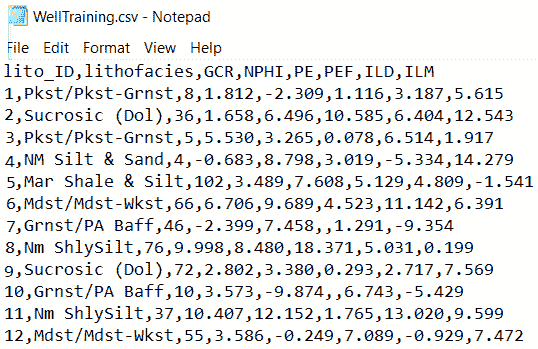 WellTraining.csv - Notepad
File Edit Format View Help
lito_ID,lithofacies,GCR,NPHI,PE,PEF,ILD,ILM
1,Pkst/Pkst-Grnst,8,1.812,-2.309,1.116,3.187,5.615
2,Sucrosic (Dol),36,1.658,6.496,10.585,6.404,12.543
3,Pkst/Pkst-Grnst,5,5.530,3.265,0.078,6.514,1.917
4,NM Silt & Sand,4,-0.683,8.798,3.019,-5.334,14.279
5,Mar Shale & Silt,102,3.489,7.608,5.129,4.809,-1.541
6,Mdst/Mdst-Wkst,66,6.706,9.689,4.523,11.142,6.391
7,Grnst/PA Baff,46,-2.399,7.458,,1.291,-9.354
8,Nm ShlySilt,76,9.998,8.480,18.371,5.031,0.199
9,Sucrosic (Dol),72,2.802,3.380,0.293,2.717,7.569
10,Grnst/PA Baff,10,3.573,-9.874,,6.743,-5.429
11,Nm ShlySilt,37,10.407,12.152,1.765,13.020,9.599
12,Mdst/Mdst-Wkst,55,3.586,-0.249,7.089,-0.929,7.472